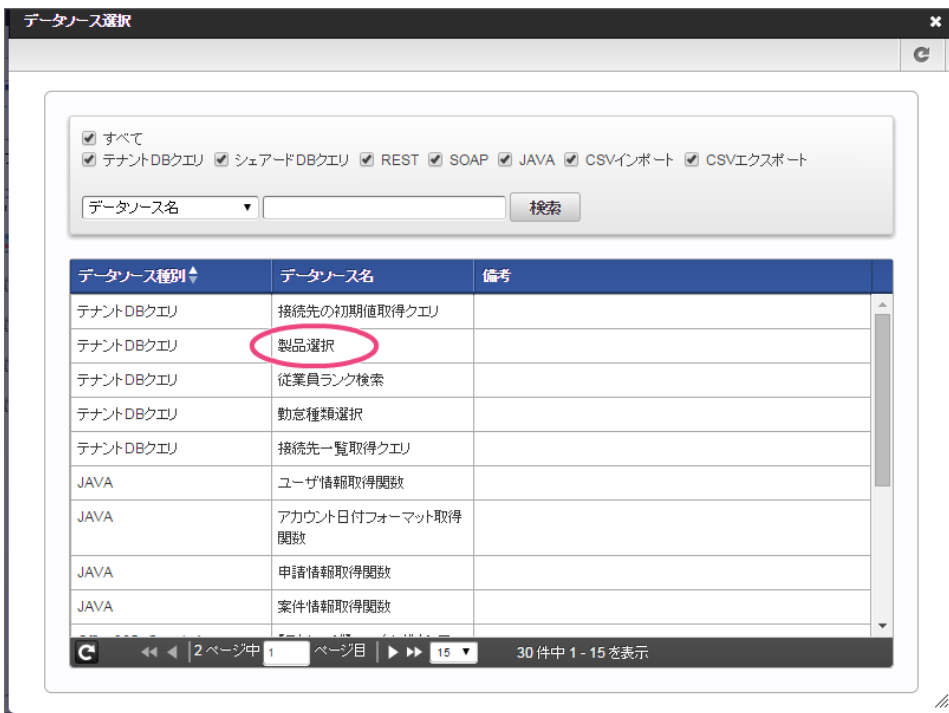 データソース選択
すべて
テナントDBクエリ シェアードDBクエリ REST SOAP JAVA CSVインポート CSVエクスポート
データソース名 検索
データソース種別 データソース名 備考
テナントDBクエリ 接続先の初期値取得クエリ
テナントDBクエリ 製品選択
テナントDBクエリ 従業員ランク検索
テナントDBクエリ 勤怠種類選択
テナントDBクエリ 接続先一覧取得クエリ
JAVA ユーザ情報取得関数
JAVA アカウント日付フォーマット取得
関数
JAVA 申請情報取得関数
JAVA 案件情報取得関数
2 ページ中 1 ページ目 15 30 件中 1 - 15 を表示